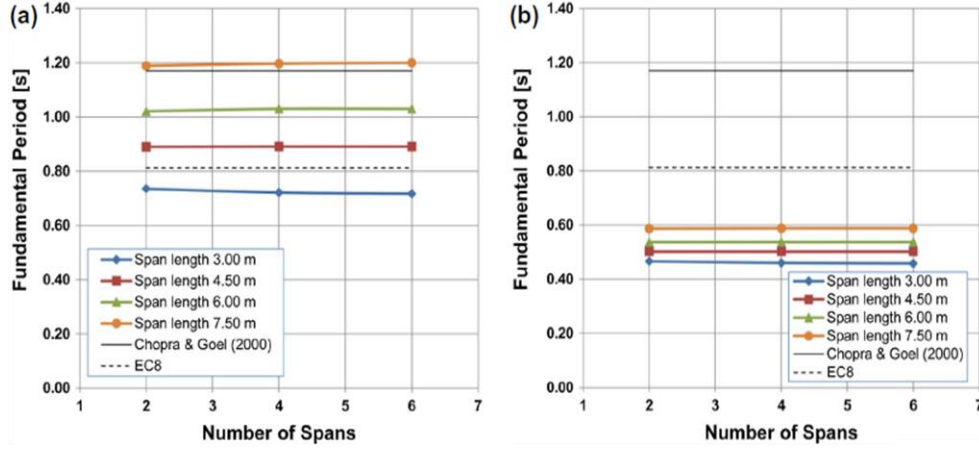 (a)
Fundamental Period [s]
1.40
1.20
1.00
0.80
0.60
0.40
0.20
0.00
Span length 3.00 m
Span length 4.50 m
Span length 6.00 m
Span length 7.50 m
Chopra & Goel (2000)
EC8
1 2 3 4 5 6 7
Number of Spans
(b)
Fundamental Period [s]
1.40
1.20
1.00
0.80
0.60
0.40
0.20
0.00
Span length 3.00 m
Span length 4.50 m
Span length 6.00 m
Span length 7.50 m
Chopra & Goel (2000)
EC8
1 2 3 4 5 6 7
Number of Spans